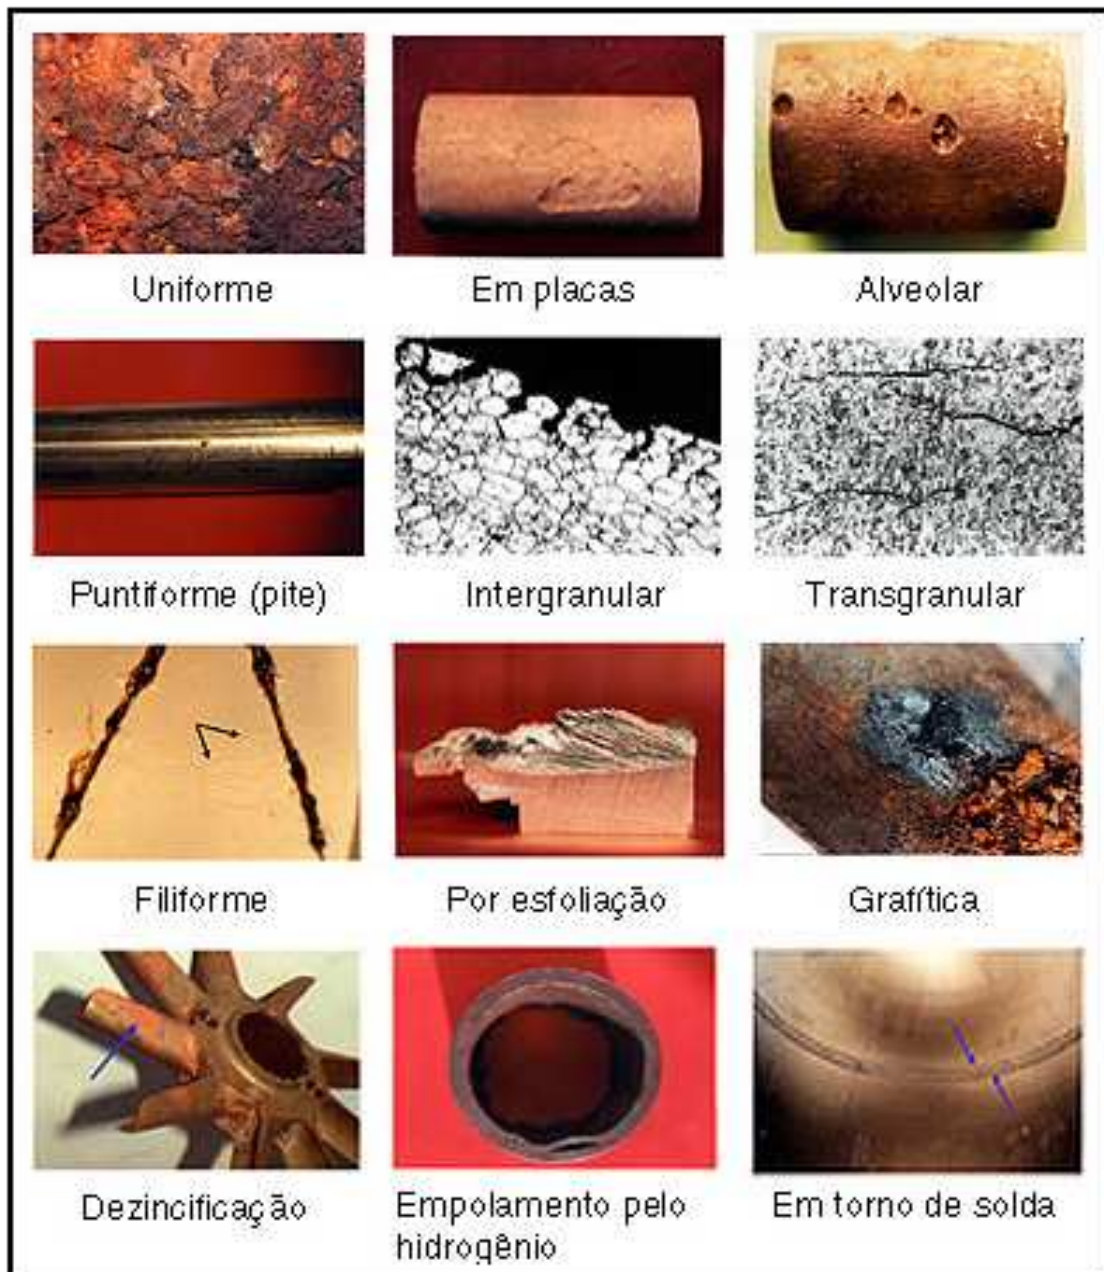 Uniforme
Em placas
Alveolar
Puntiforme (pite)
Intergranular
Transgranular
Filiforme
Por esfoliação
Grafítica
Dezincificação
Empolamento pelo
hidrogênio
Em torno de solda